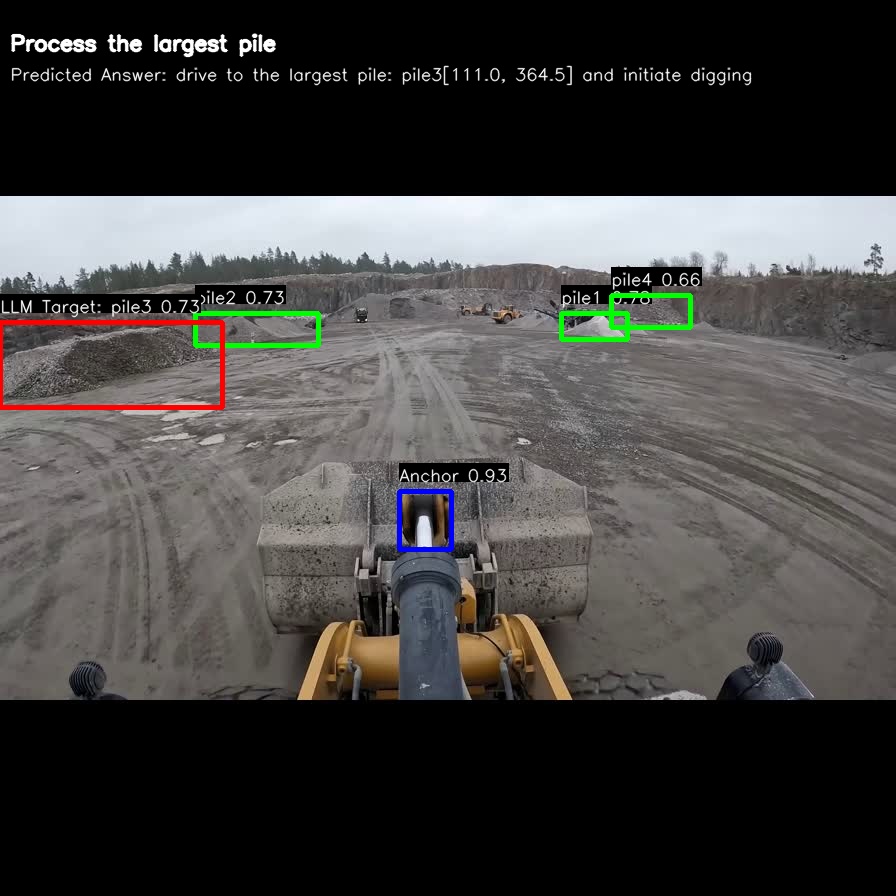 Process the largest pile
Predicted Answer: drive to the largest pile: pile3[111.0, 364.5] and initiate digging
pile4 0.66
LLM Target: pile3 0.73
pile2 0.73
pile1 0.78
Anchor 0.93